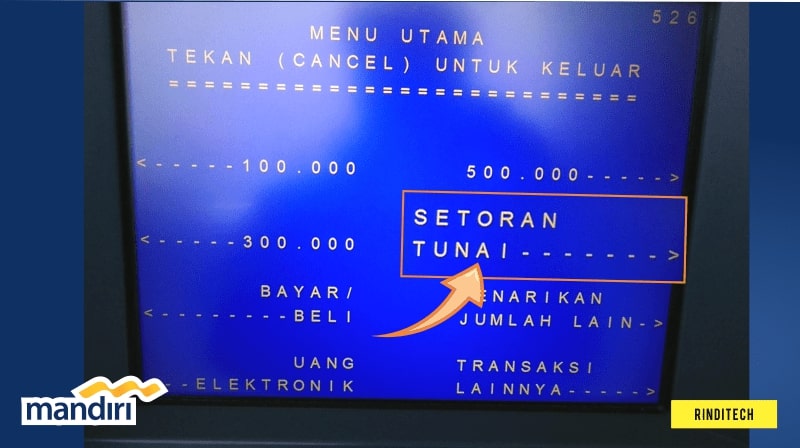 526
MENU UTAMA
TEKAN (CANCEL) UNTUK KELUAR
===========================
<-----100.000
500.000----->
SETORAN
TUNAI------->
<-----300.000
BAYAR/
<--------BELI
JUMLAH LAIN->
UANG
--ELEKTRONIK
TRANSAKSI
LAINNYA----->
mandiri
RINDITECH